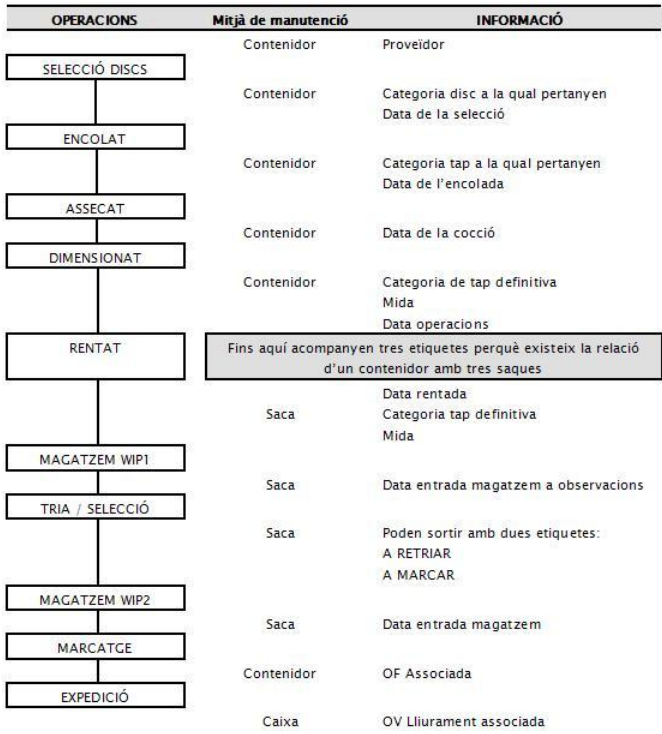 OPERACIONS Mitjà de manutenció INFORMACIÓ
Contenidor Proveïdor
SELECCIÓ DISCS
Contenidor Categoria disc a la qual pertanyen
Data de la selecció
ENCOLAT
Contenidor Categoria tap a la qual pertanyen
Data de l'encolada
ASSECAT
Contenidor Data de la cocció
DIMENSIONAT
Contenidor Categoria de tap definitiva
Mida
Data operacions
RENTAT Fins aquí acompanyen tres etiquetes perquè existeix la relació
d'un contenidor amb tres saques
Data rentada
Saca Categoria tap definitiva
Mida
MAGATZEM WIP1
Saca Data entrada magatzem a observacions
TRIA / SELECCIÓ
Saca Poden sortir amb dues etiquetes:
A RETRIAR
A MARCAR
MAGATZEM WIP2
Saca Data entrada magatzem
MARCATGE
Contenidor OF Associada
EXPEDICIÓ
Caixa OV Lliurament associada